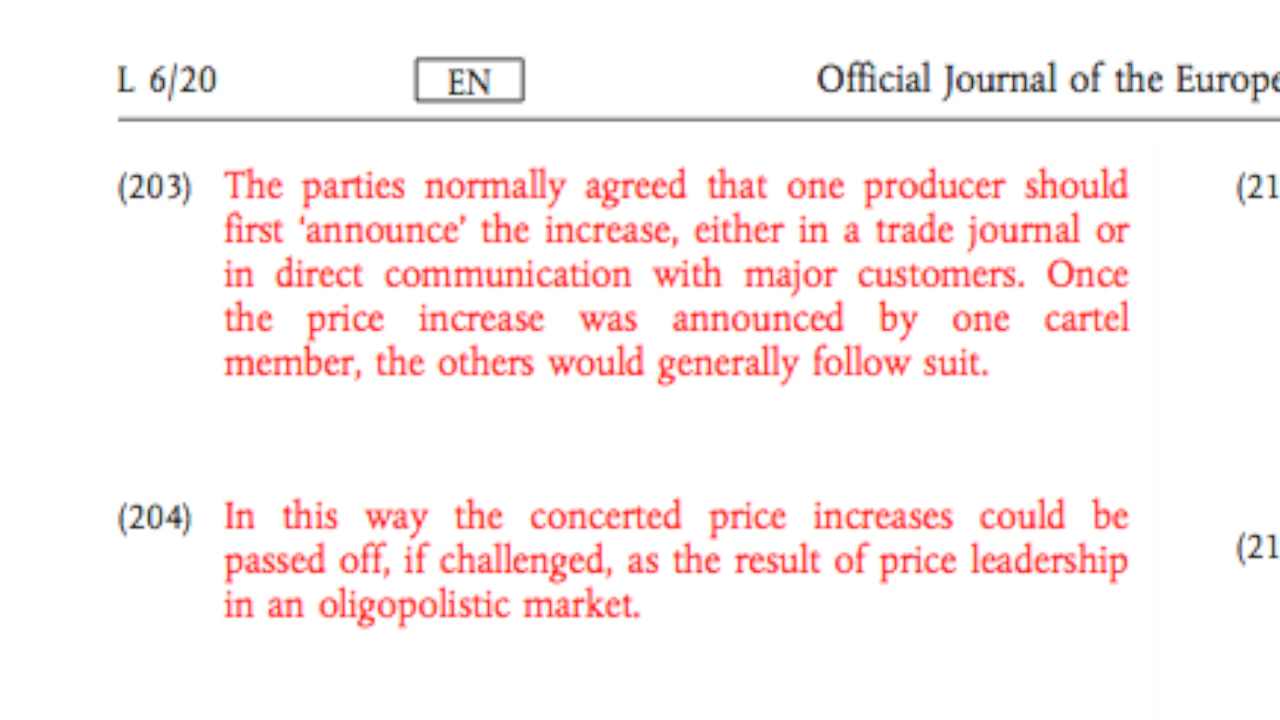 L 6/20 EN Official Journal of the Europe
(203) The parties normally agreed that one producer should
first ‘announce’ the increase, either in a trade journal or
in direct communication with major customers. Once
the price increase was announced by one cartel
member, the others would generally follow suit.
(204) In this way the concerted price increases could be
passed off, if challenged, as the result of price leadership
in an oligopolistic market.
(21
(21